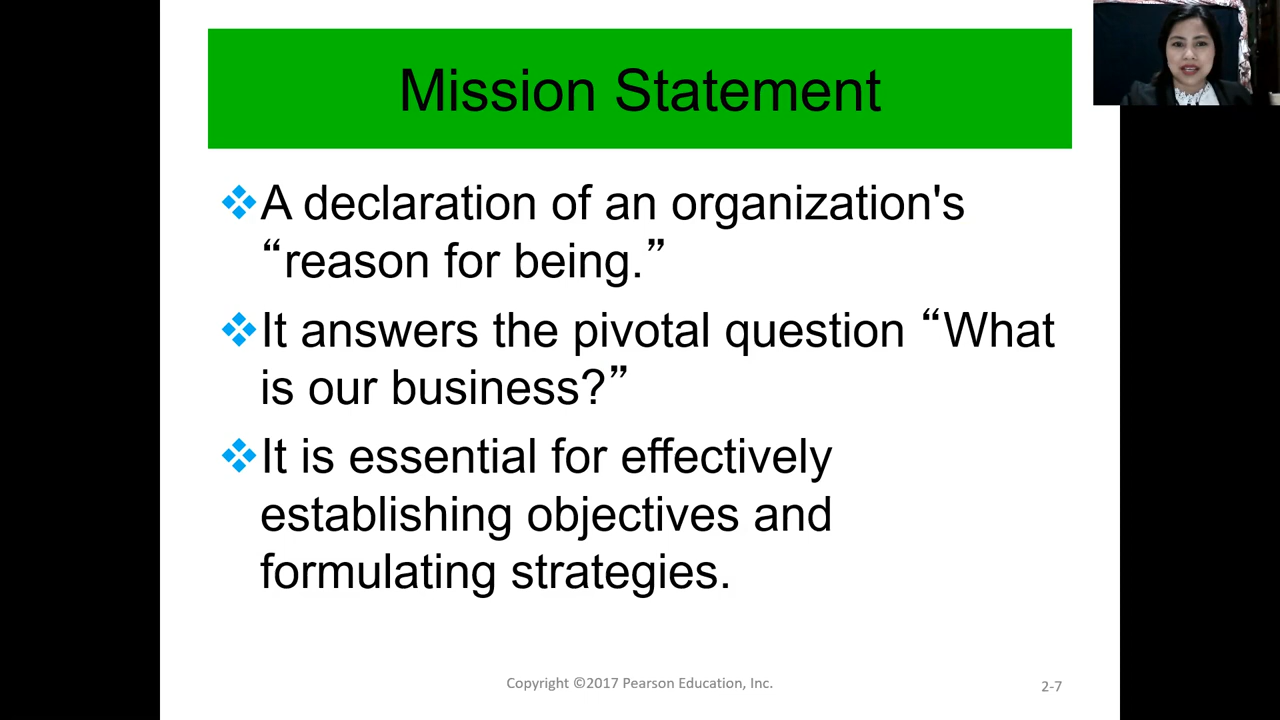 Mission Statement
❖A declaration of an organization's
“reason for being.”
❖It answers the pivotal question “What
is our business?”
❖It is essential for effectively
establishing objectives and
formulating strategies.
Copyright ©2017 Pearson Education, Inc.
2-7